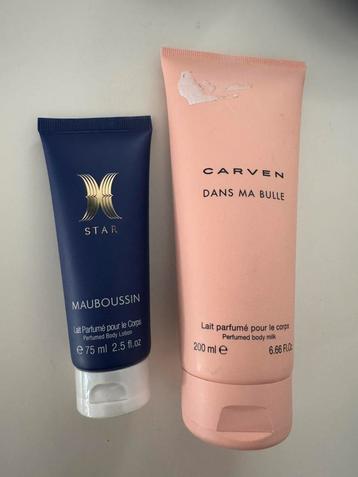 STAR
MAUBOUSSIN
Lait Parfumé pour le Corps
Perfumed Body Lotion
℮ 75 ml 2.5 fl.oz
CARVEN
DANS MA BULLE
Lait parfumé pour le corps
Perfumed body milk
200 ml ℮ 6.66 Fl.Oz